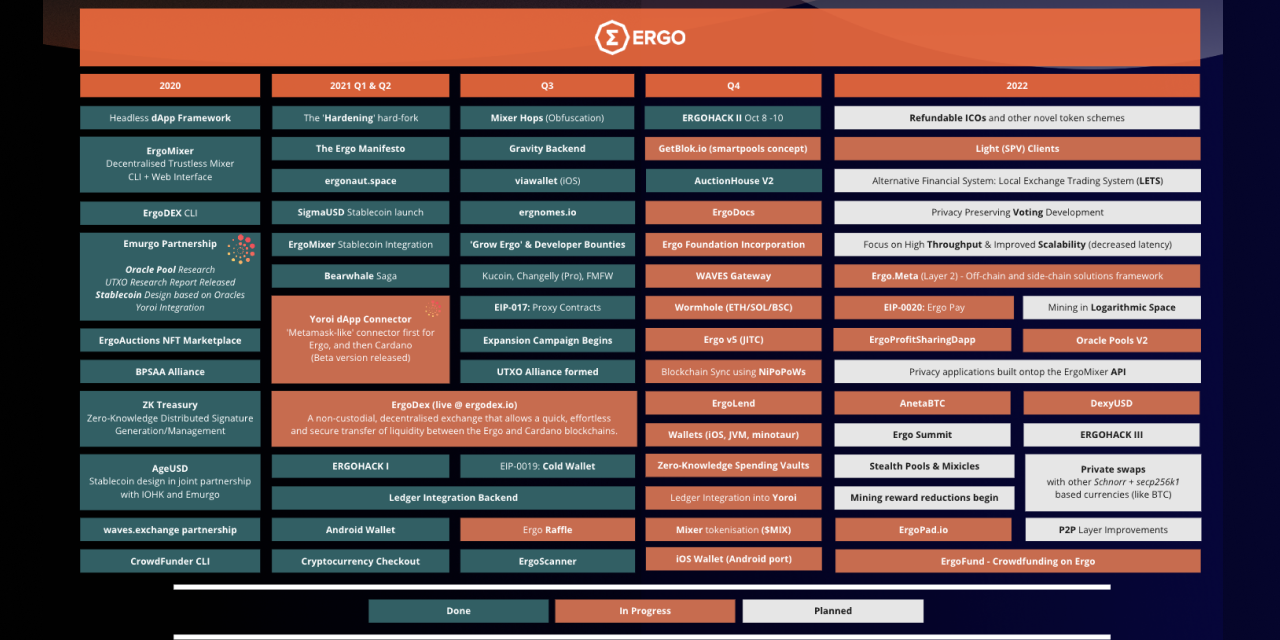 ERGO
2020
Headless dApp Framework
ErgoMixer
Decentralised Trustless Mixer
CLI + Web Interface
ErgoDEX CLI
Emurgo Partnership
Oracle Pool Research
UTXO Research Report Released
Stablecoin Design based on Oracles
Yoroi Integration
ErgoAuctions NFT Marketplace
BPSAA Alliance
ZK Treasury
Zero-Knowledge Distributed Signature
Generation/Management
AgeUSD
Stablecoin design in joint partnership
with IOHK and Emurgo
waves.exchange partnership
CrowdFunder CLI
2021 Q1 & Q2
The 'Hardening' hard-fork
The Ergo Manifesto
ergonaut.space
SigmaUSD Stablecoin launch
ErgoMixer Stablecoin Integration
Bearwhale Saga
Yoroi dApp Connector
'Metamask-like' connector first for
Ergo, and then Cardano
(Beta version released)
ErgoDex (live @ ergodex.io)
A non-custodial, decentralised exchange that allows a quick, effortless
and secure transfer of liquidity between the Ergo and Cardano blockchains.
ERGOHACK I
Ledger Integration Backend
Android Wallet
Cryptocurrency Checkout
Q3
Mixer Hops (Obfuscation)
Gravity Backend
viawallet (iOS)
ergnomes.io
'Grow Ergo' & Developer Bounties
Kucoin, Changelly (Pro), FMFW
EIP-017: Proxy Contracts
Expansion Campaign Begins
UTXO Alliance formed
EIP-0019: Cold Wallet
Ergo Raffle
ErgoScanner
Q4
ERGOHACK II Oct 8 -10
GetBlok.io (smartpools concept)
AuctionHouse V2
ErgoDocs
Ergo Foundation Incorporation
WAVES Gateway
Wormhole (ETH/SOL/BSC)
Ergo v5 (JITC)
Blockchain Sync using NiPoPoWs
ErgoLend
Wallets (iOS, JVM, minotaur)
Zero-Knowledge Spending Vaults
Ledger Integration into Yoroi
Mixer tokenisation ($MIX)
iOS Wallet (Android port)
2022
Refundable ICOs and other novel token schemes
Light (SPV) Clients
Alternative Financial System: Local Exchange Trading System (LETS)
Privacy Preserving Voting Development
Focus on High Throughput & Improved Scalability (decreased latency)
Ergo.Meta (Layer 2) - Off-chain and side-chain solutions framework
EIP-0020: Ergo Pay
Mining in Logarithmic Space
ErgoProfitSharingDapp
Oracle Pools V2
Privacy applications built ontop the ErgoMixer API
AnetaBTC
DexyUSD
Ergo Summit
ERGOHACK III
Stealth Pools & Mixicles
Private swaps
with other Schnorr + secp256k1
based currencies (like BTC)
Mining reward reductions begin
ErgoPad.io
P2P Layer Improvements
ErgoFund - Crowdfunding on Ergo
Done
In Progress
Planned